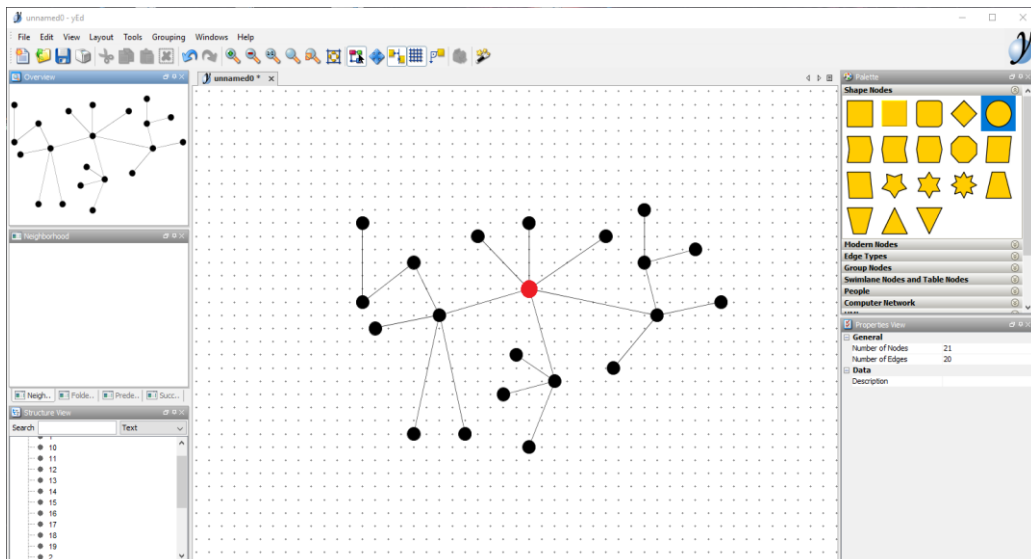 unnamed0 - yEd
File Edit View Layout Tools Grouping Windows Help
Overview
unnamed0 *
Palette
Shape Nodes
Modern Nodes
Edge Types
Group Nodes
Swimlane Nodes and Table Nodes
People
Computer Network
Neighborhood
Neigh... Folde... Prede... Succ...
Structure View
Search Text
10
11
12
13
14
15
16
17
18
19
2
Properties View
General
Number of Nodes 21
Number of Edges 20
Data
Description